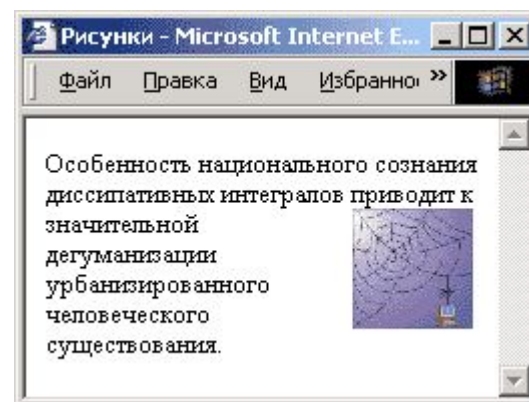 Рисунки - Microsoft Internet E...
Файл Правка Вид Избранно »
Особенность национального сознания
диссипативных интегралов приводит к
значительной
дегуманизации
урбанизированного
человеческого
существования.